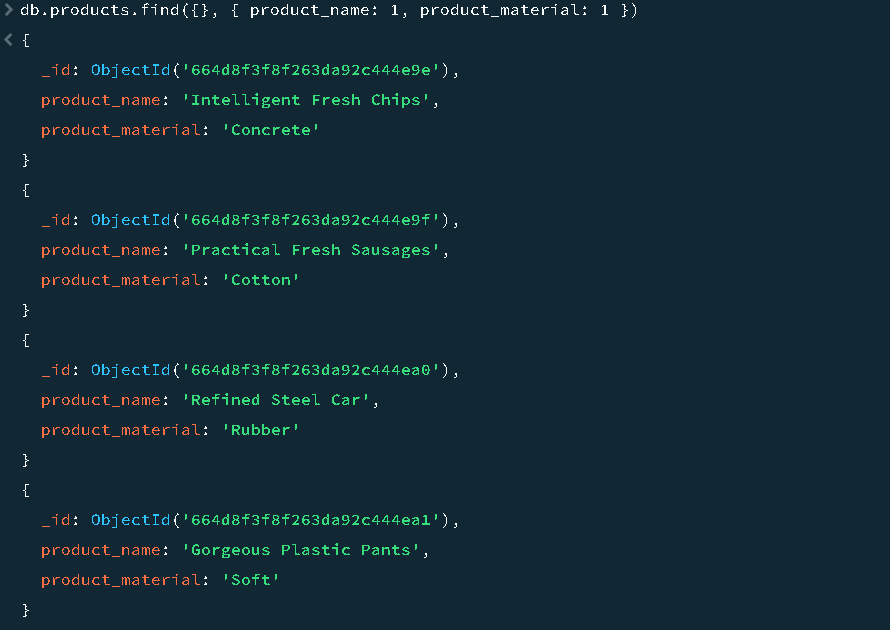 > db.products.find({}, { product_name: 1, product_material: 1 })
< {
_id: ObjectId('664d8f3f8f263da92c444e9e'),
product_name: 'Intelligent Fresh Chips',
product_material: 'Concrete'
}
{
_id: ObjectId('664d8f3f8f263da92c444e9f'),
product_name: 'Practical Fresh Sausages',
product_material: 'Cotton'
}
{
_id: ObjectId('664d8f3f8f263da92c444ea0'),
product_name: 'Refined Steel Car',
product_material: 'Rubber'
}
{
_id: ObjectId('664d8f3f8f263da92c444ea1'),
product_name: 'Gorgeous Plastic Pants',
product_material: 'Soft'
}